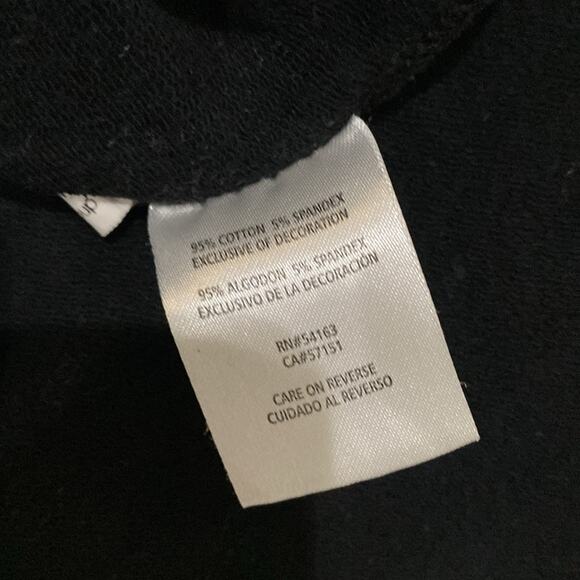 95% COTTON 5% SPANDEX
EXCLUSIVE OF DECORATION
95% ALGODON 5% SPANDEX
EXCLUSIVO DE LA DECORACIÓN
RN#54163
CA#57151
CARE ON REVERSE
CUIDADO AL REVERSO